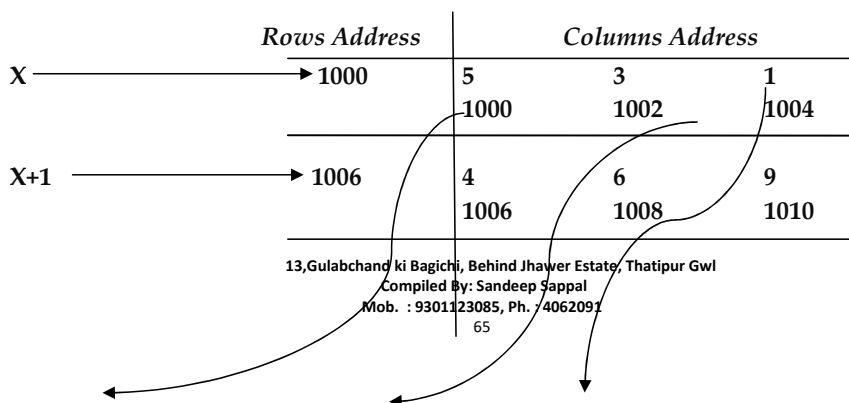 Rows Address Columns Address
X 1000 5 3 1
1000 1002 1004
X+1 1006 4 6 9
1006 1008 1010
13,Gulabchand ki Bagichi, Behind Jhawer Estate, Thatipur Gwl
Compiled By: Sandeep Sappal
Mob. : 9301123085, Ph. : 4062091
65